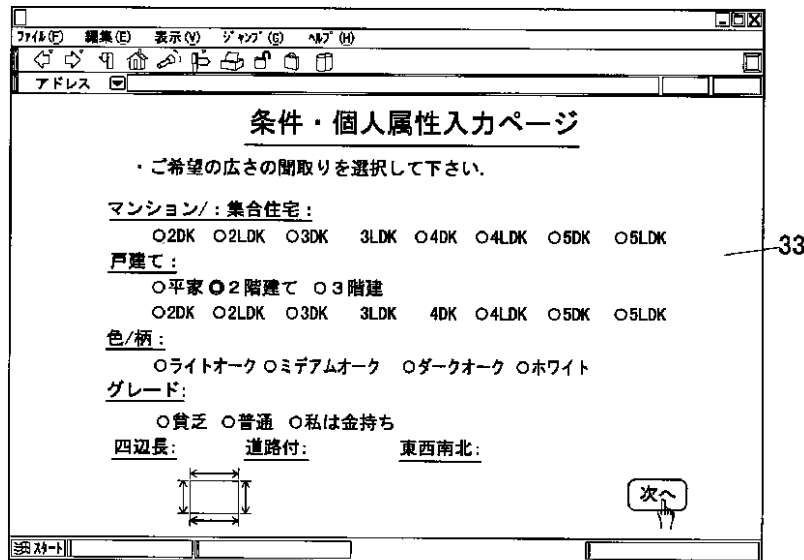 ファイル(F) 編集(E) 表示(V) ジャンプ(G) ヘルプ(H)
アドレス
条件・個人属性入力ページ
・ご希望の広さの間取りを選択して下さい.
マンション/:集合住宅:
○2DK ○2LDK ○3DK 3LDK ○4DK ○4LDK ○5DK ○5LDK
33
戸建て:
○平家 ◎2階建て ○3階建
○2DK ○2LDK ○3DK 3LDK 4DK ○4LDK ○5DK ○5LDK
色/柄:
○ライトオーク ○ミデアムオーク ○ダークオーク ○ホワイト
グレード:
○貧乏 ○普通 ○私は金持ち
四辺長: 道路付: 東西南北:
次へ
スタート